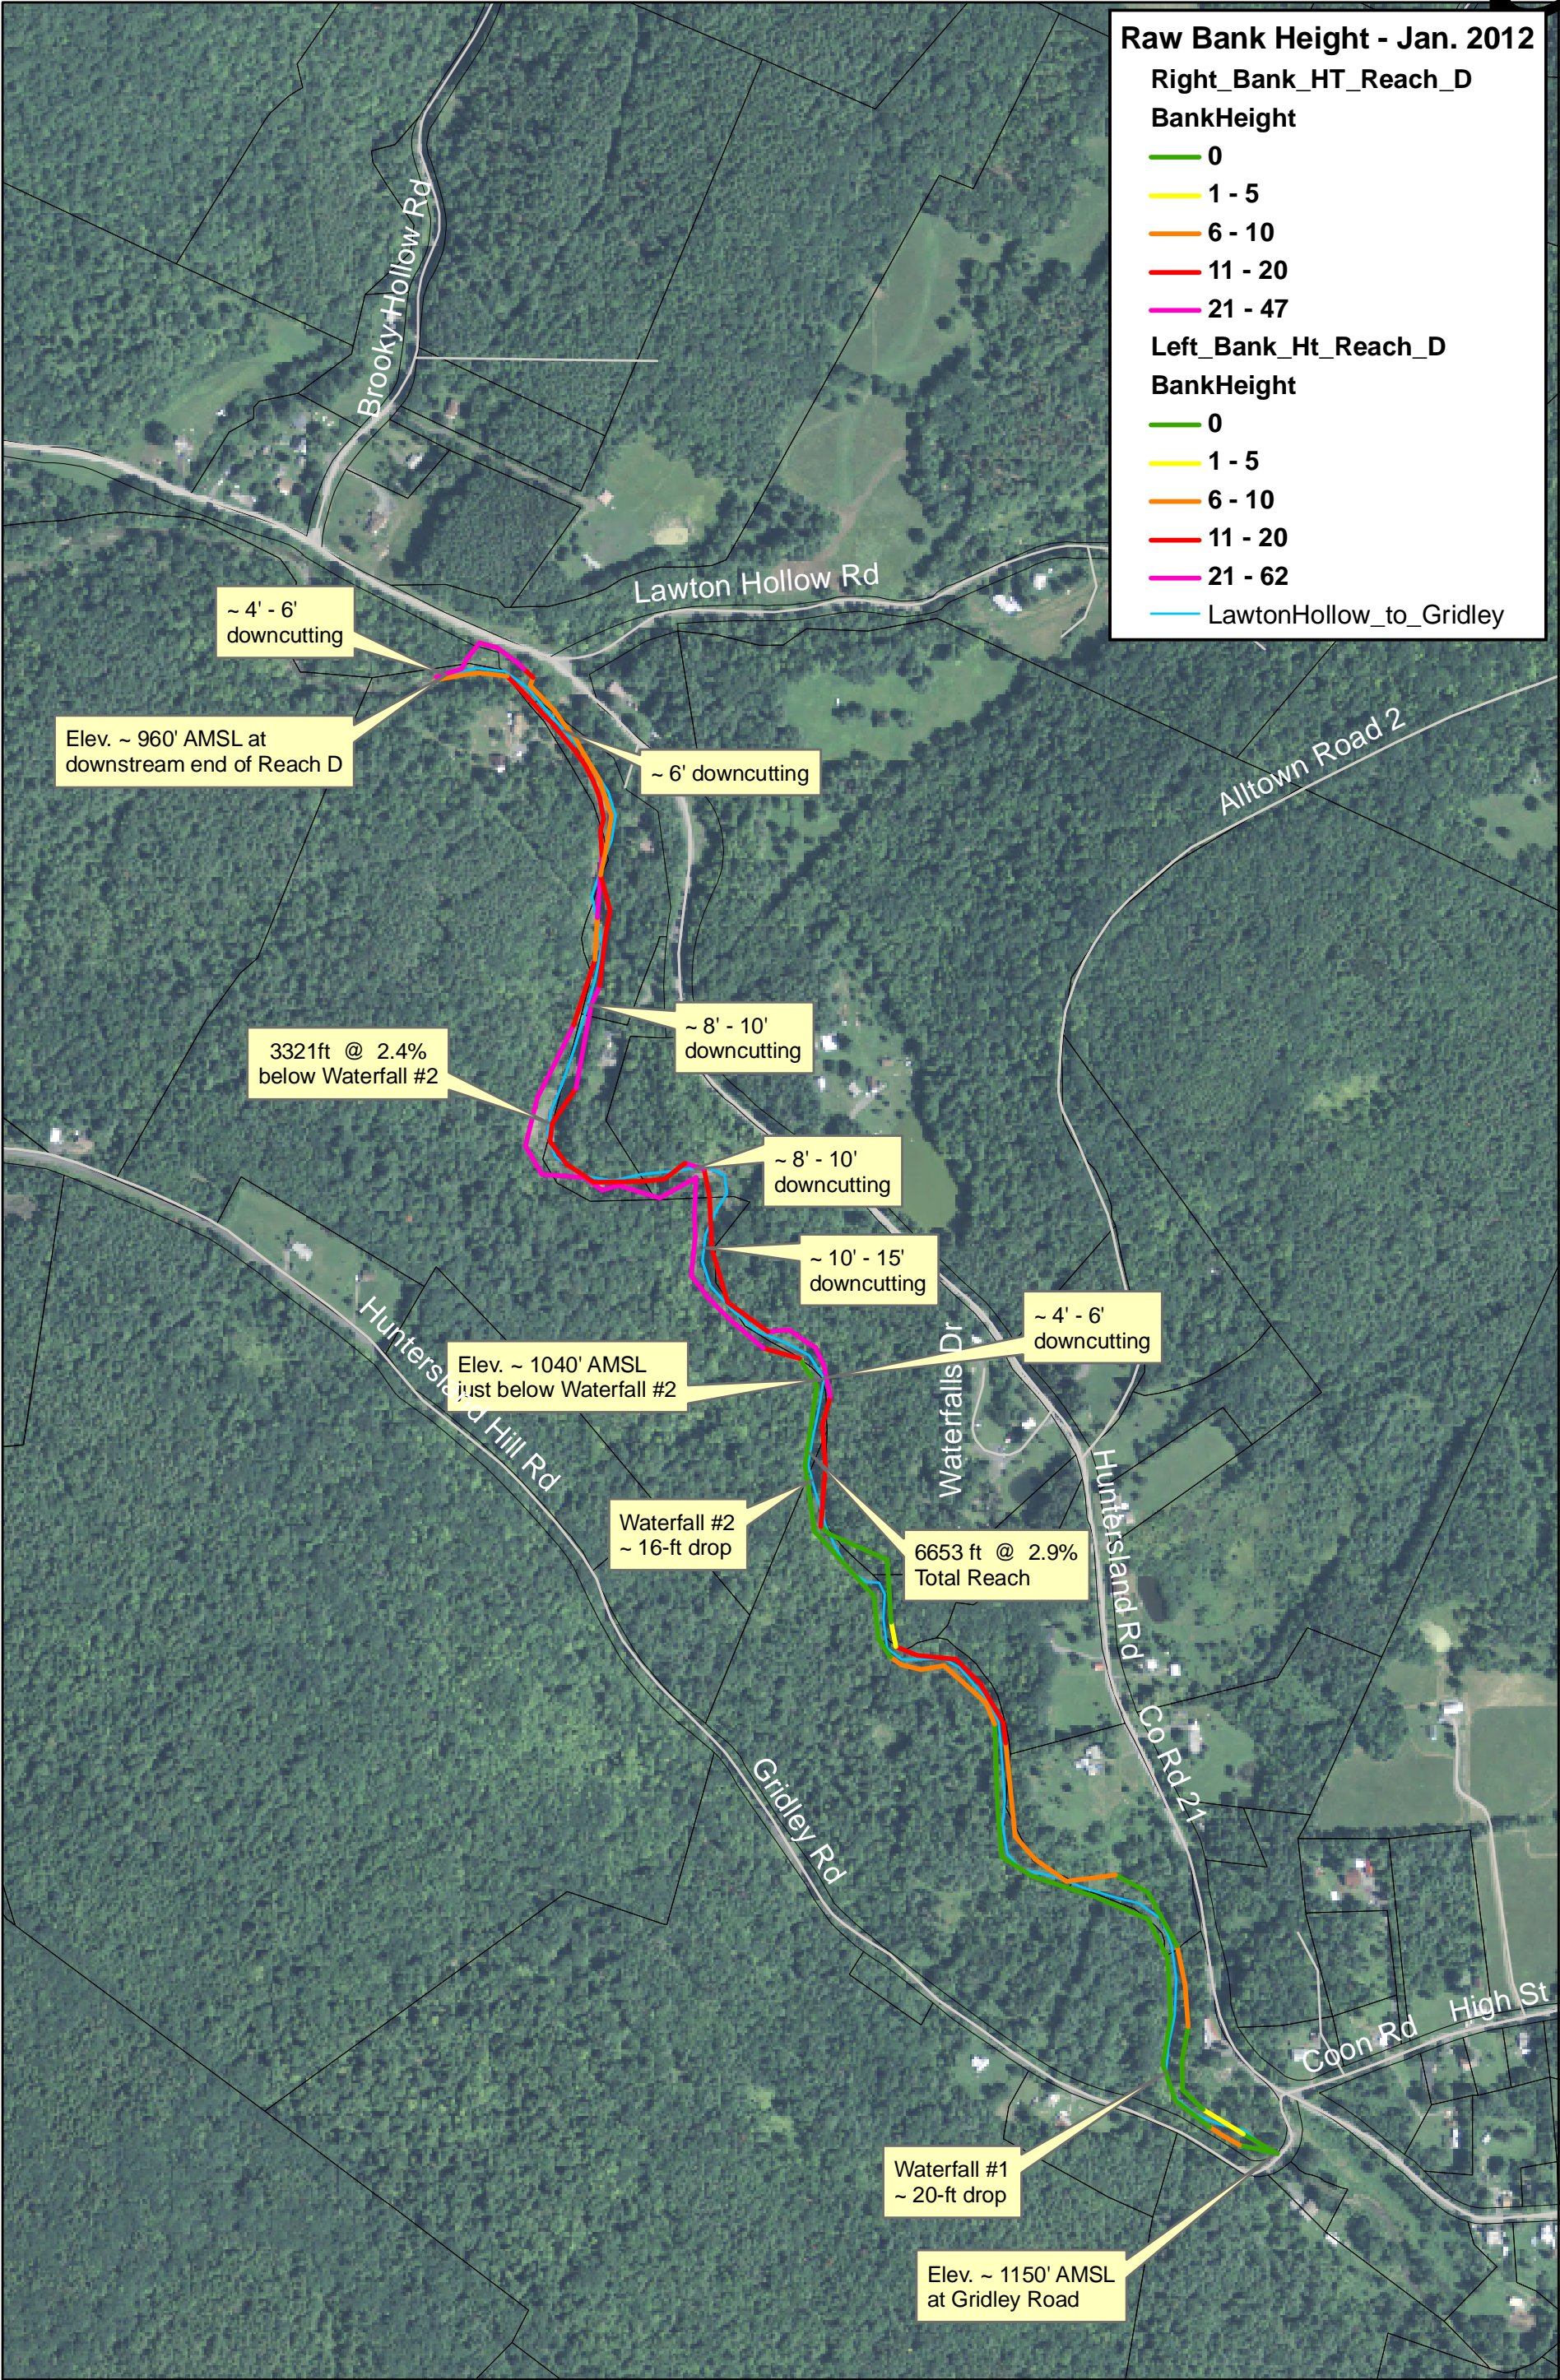 Raw Bank Height - Jan. 2012
Right_Bank_HT_Reach_D
BankHeight
0
1 - 5
6 - 10
11 - 20
21 - 47
Left_Bank_Ht_Reach_D
BankHeight
0
1 - 5
6 - 10
11 - 20
21 - 62
LawtonHollow_to_Gridley
Brooky Hollow Rd
Lawton Hollow Rd
~ 4' - 6'
downcutting
Elev. ~ 960' AMSL at
downstream end of Reach D
~ 6' downcutting
Alltown Road 2
~ 8' - 10'
downcutting
3321ft @ 2.4%
below Waterfall #2
~ 8' - 10'
downcutting
~ 10' - 15'
downcutting
~ 4' - 6'
downcutting
Elev. ~ 1040' AMSL
just below Waterfall #2
Huntersland Hill Rd
Waterfalls Dr
Waterfall #2
~ 16-ft drop
6653 ft @ 2.9%
Total Reach
Huntersland Rd
Co Rd 21
Gridley Rd
High St
Coon Rd
Waterfall #1
~ 20-ft drop
Elev. ~ 1150' AMSL
at Gridley Road